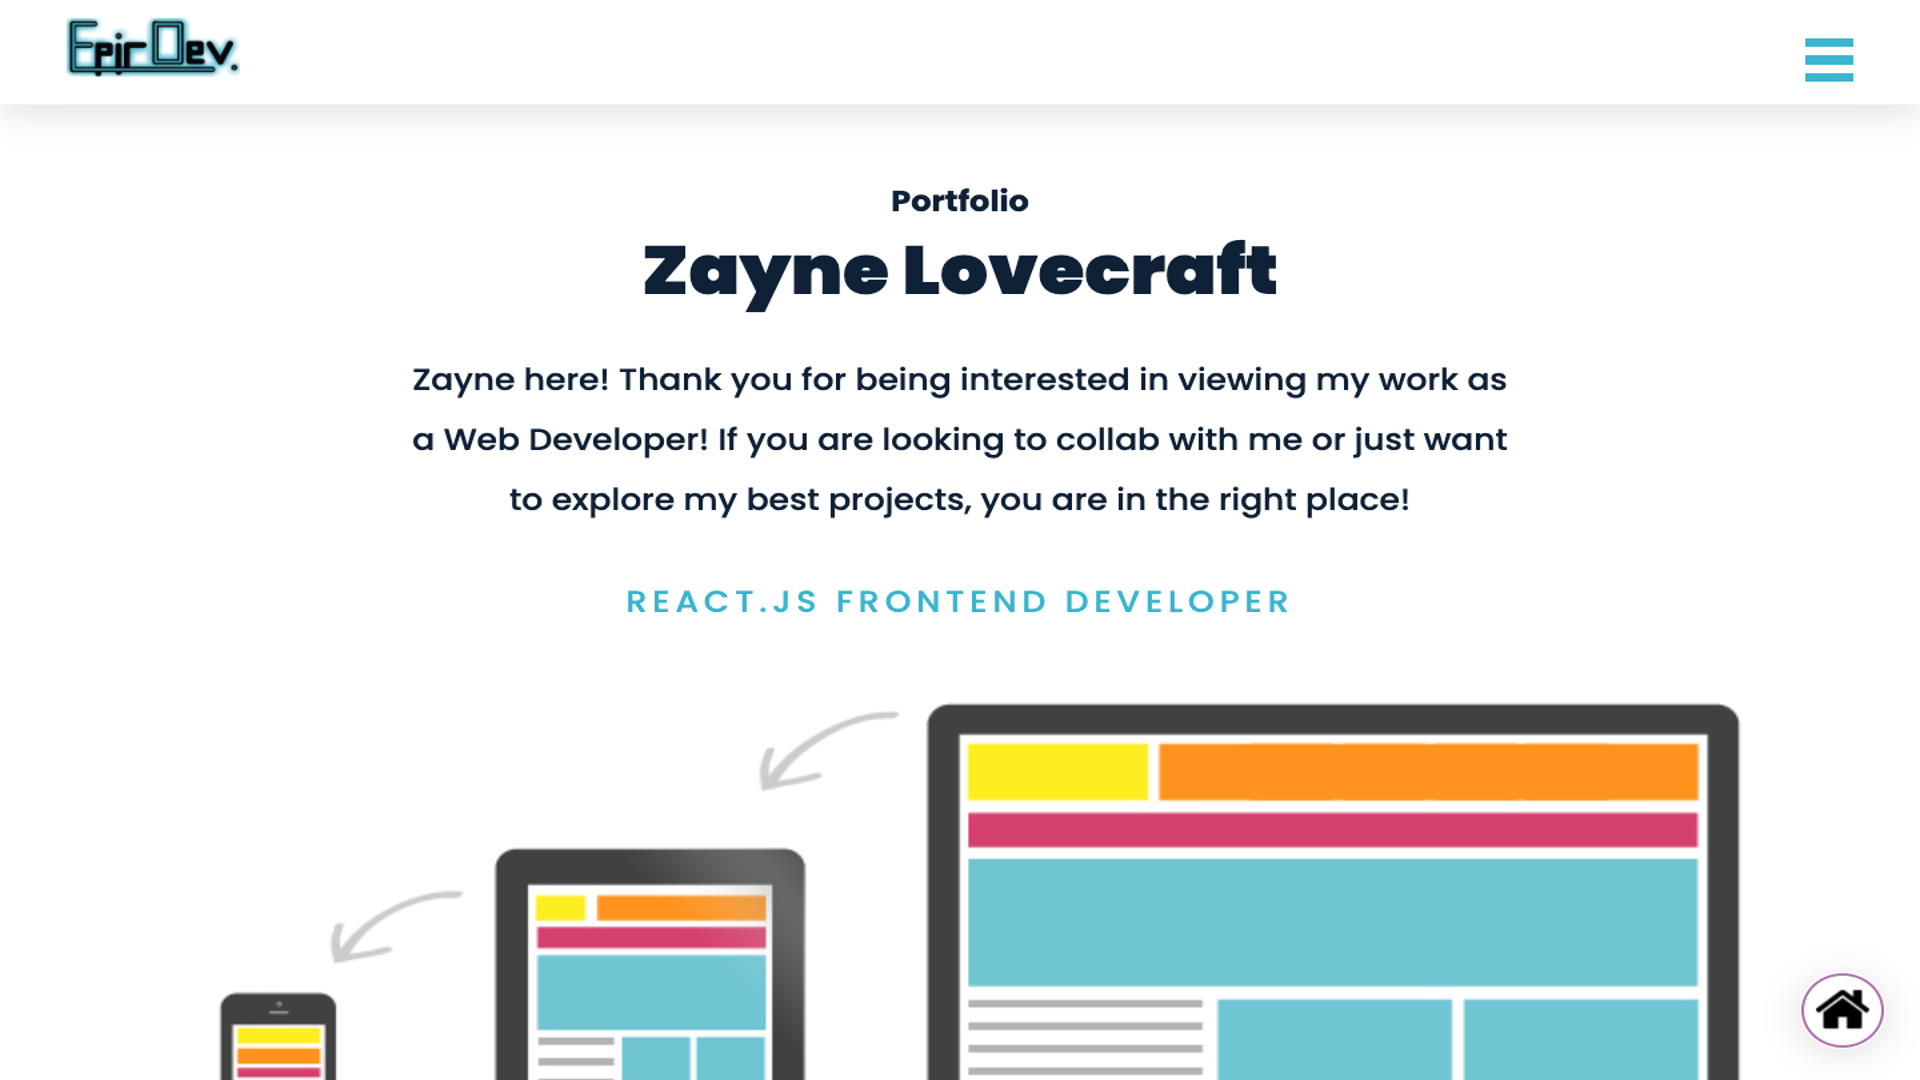 Epir Dev.
Portfolio
Zayne Lovecraft
Zayne here! Thank you for being interested in viewing my work as
a Web Developer! If you are looking to collab with me or just want
to explore my best projects, you are in the right place!
REACT.JS FRONTEND DEVELOPER